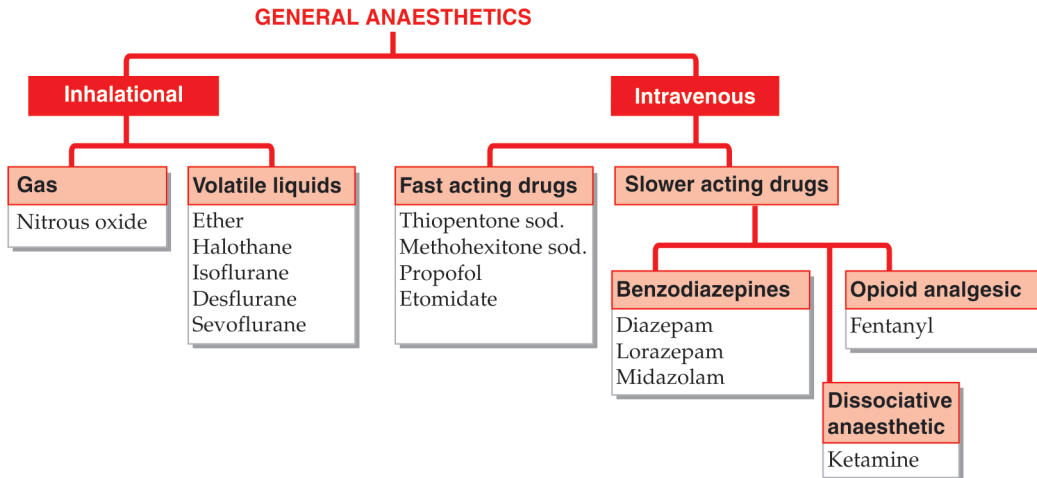 GENERAL ANAESTHETICS
Inhalational
Intravenous
Gas
Nitrous oxide
Volatile liquids
Ether
Halothane
Isoflurane
Desflurane
Sevoflurane
Fast acting drugs
Thiopentone sod.
Methohexitone sod.
Propofol
Etomidate
Slower acting drugs
Benzodiazepines
Diazepam
Lorazepam
Midazolam
Opioid analgesic
Fentanyl
Dissociative
anaesthetic
Ketamine